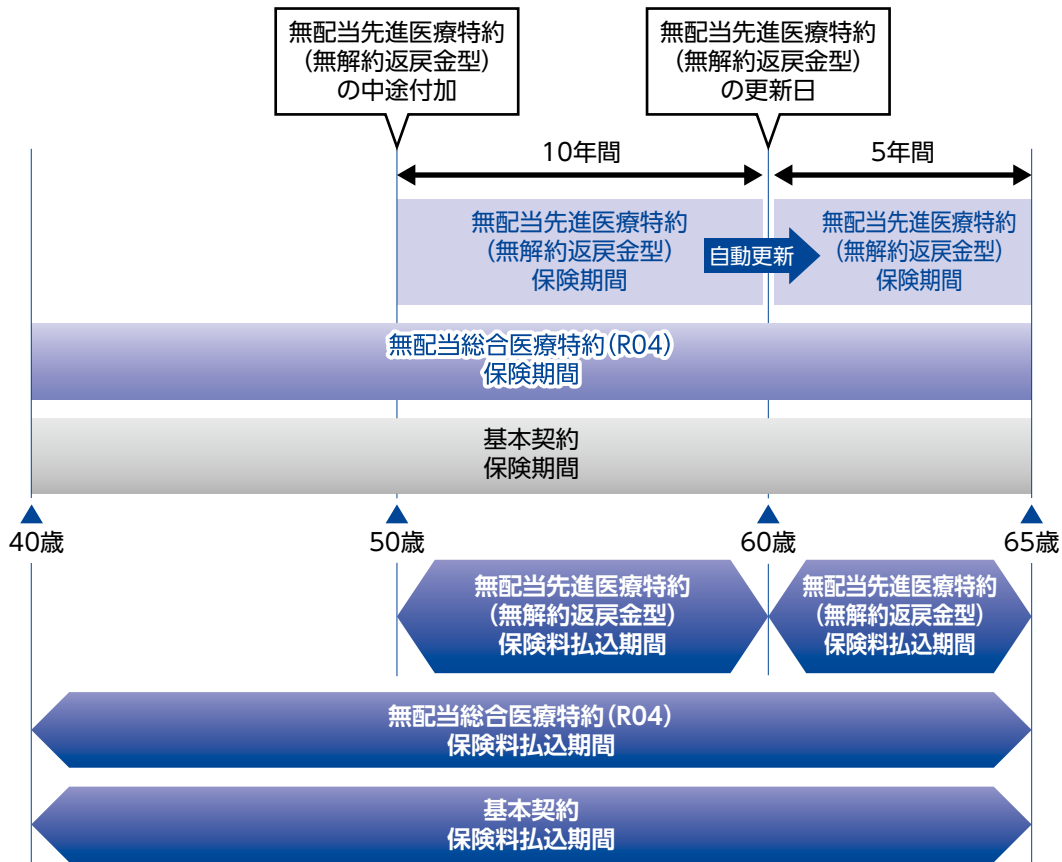 無配当先進医療特約
(無解約返戻金型)
の中途付加
無配当先進医療特約
(無解約返戻金型)
の更新日
10年間
5年間
無配当先進医療特約
(無解約返戻金型)
保険期間
自動更新
無配当先進医療特約
(無解約返戻金型)
保険期間
無配当総合医療特約(R04)
保険期間
基本契約
保険期間
40歳
50歳
60歳
65歳
無配当先進医療特約
(無解約返戻金型)
保険料払込期間
無配当先進医療特約
(無解約返戻金型)
保険料払込期間
無配当総合医療特約(R04)
保険料払込期間
基本契約
保険料払込期間